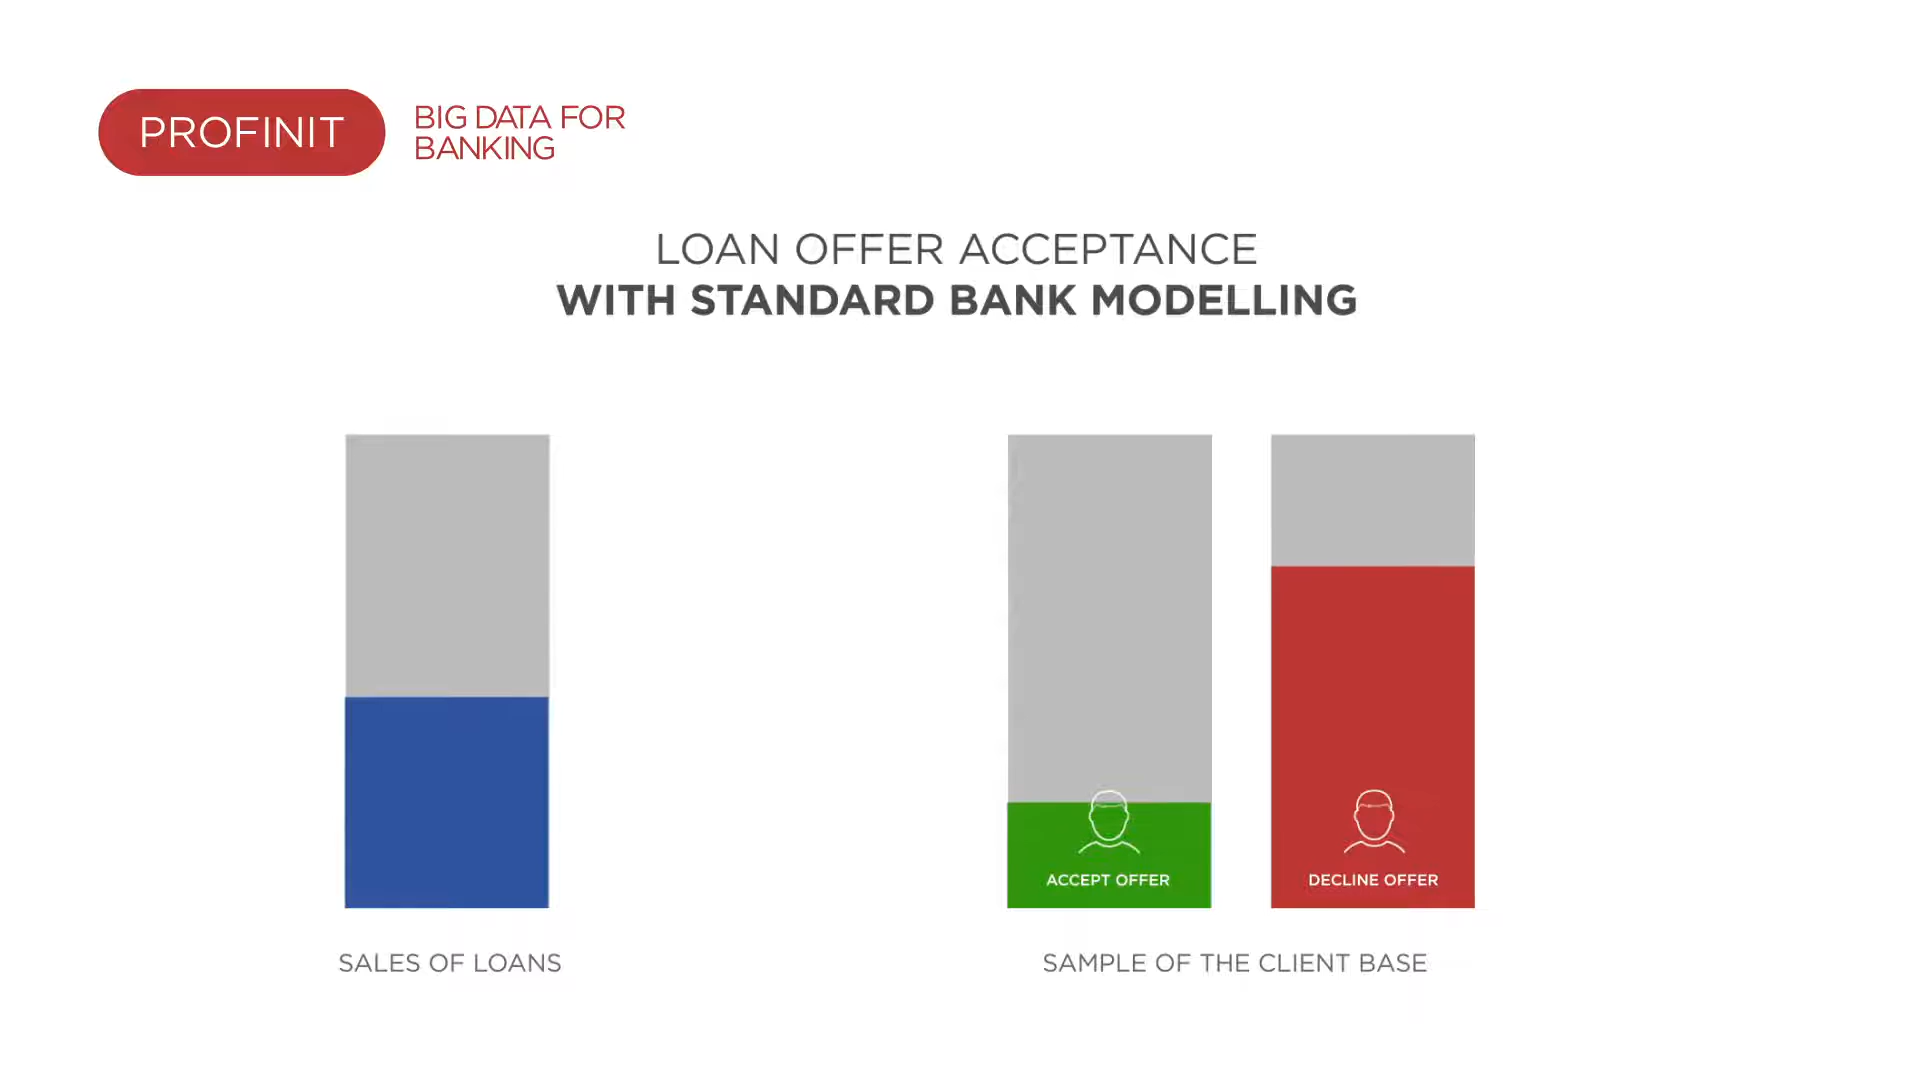 PROFINIT
BIG DATA FOR
BANKING
LOAN OFFER ACCEPTANCE
WITH STANDARD BANK MODELLING
ACCEPT OFFER
DECLINE OFFER
SALES OF LOANS
SAMPLE OF THE CLIENT BASE